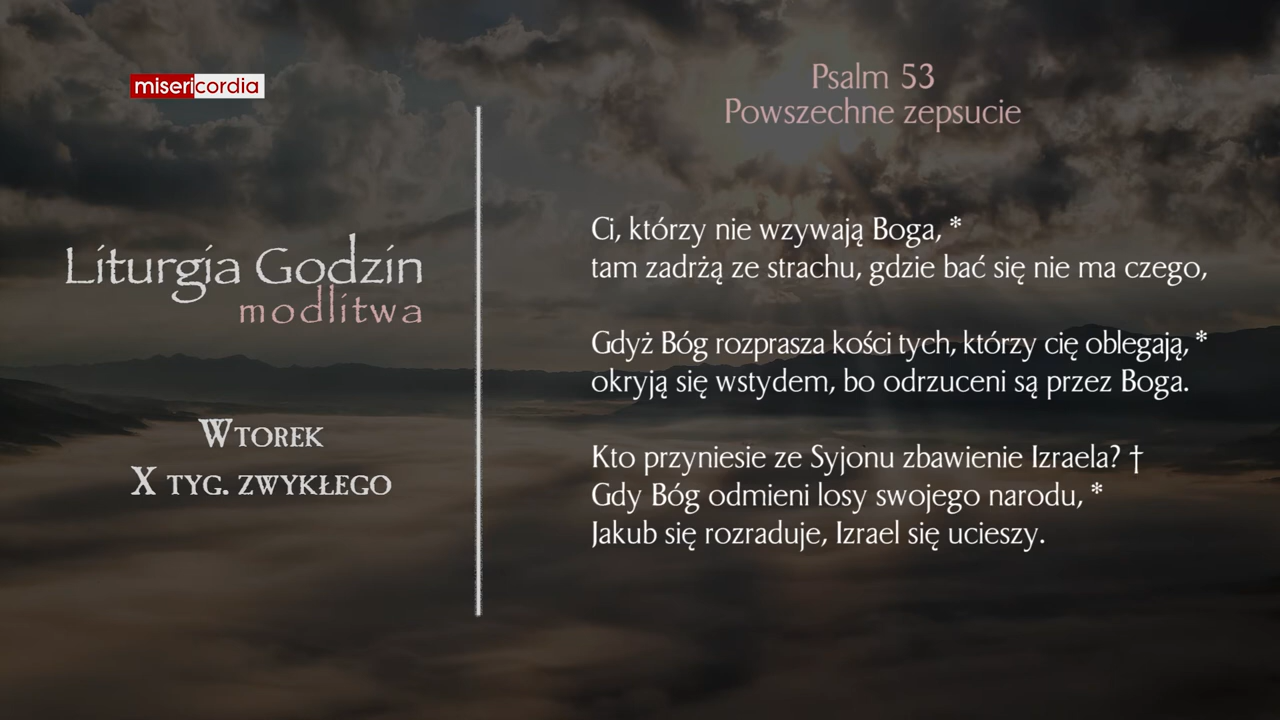 misericordia
Liturgia Godzin
modlitwa
Wtorek
X tyg. zwykłego
Psalm 53
Powszechne zepsucie
Ci, którzy nie wzywają Boga, *
tam zadrżą ze strachu, gdzie bać się nie ma czego,
Gdyż Bóg rozprasza kości tych, którzy cię oblegają, *
okryją się wstydem, bo odrzuceni są przez Boga.
Kto przyniesie ze Syjonu zbawienie Izraela? †
Gdy Bóg odmieni losy swojego narodu, *
Jakub się rozraduje, Izrael się ucieszy.